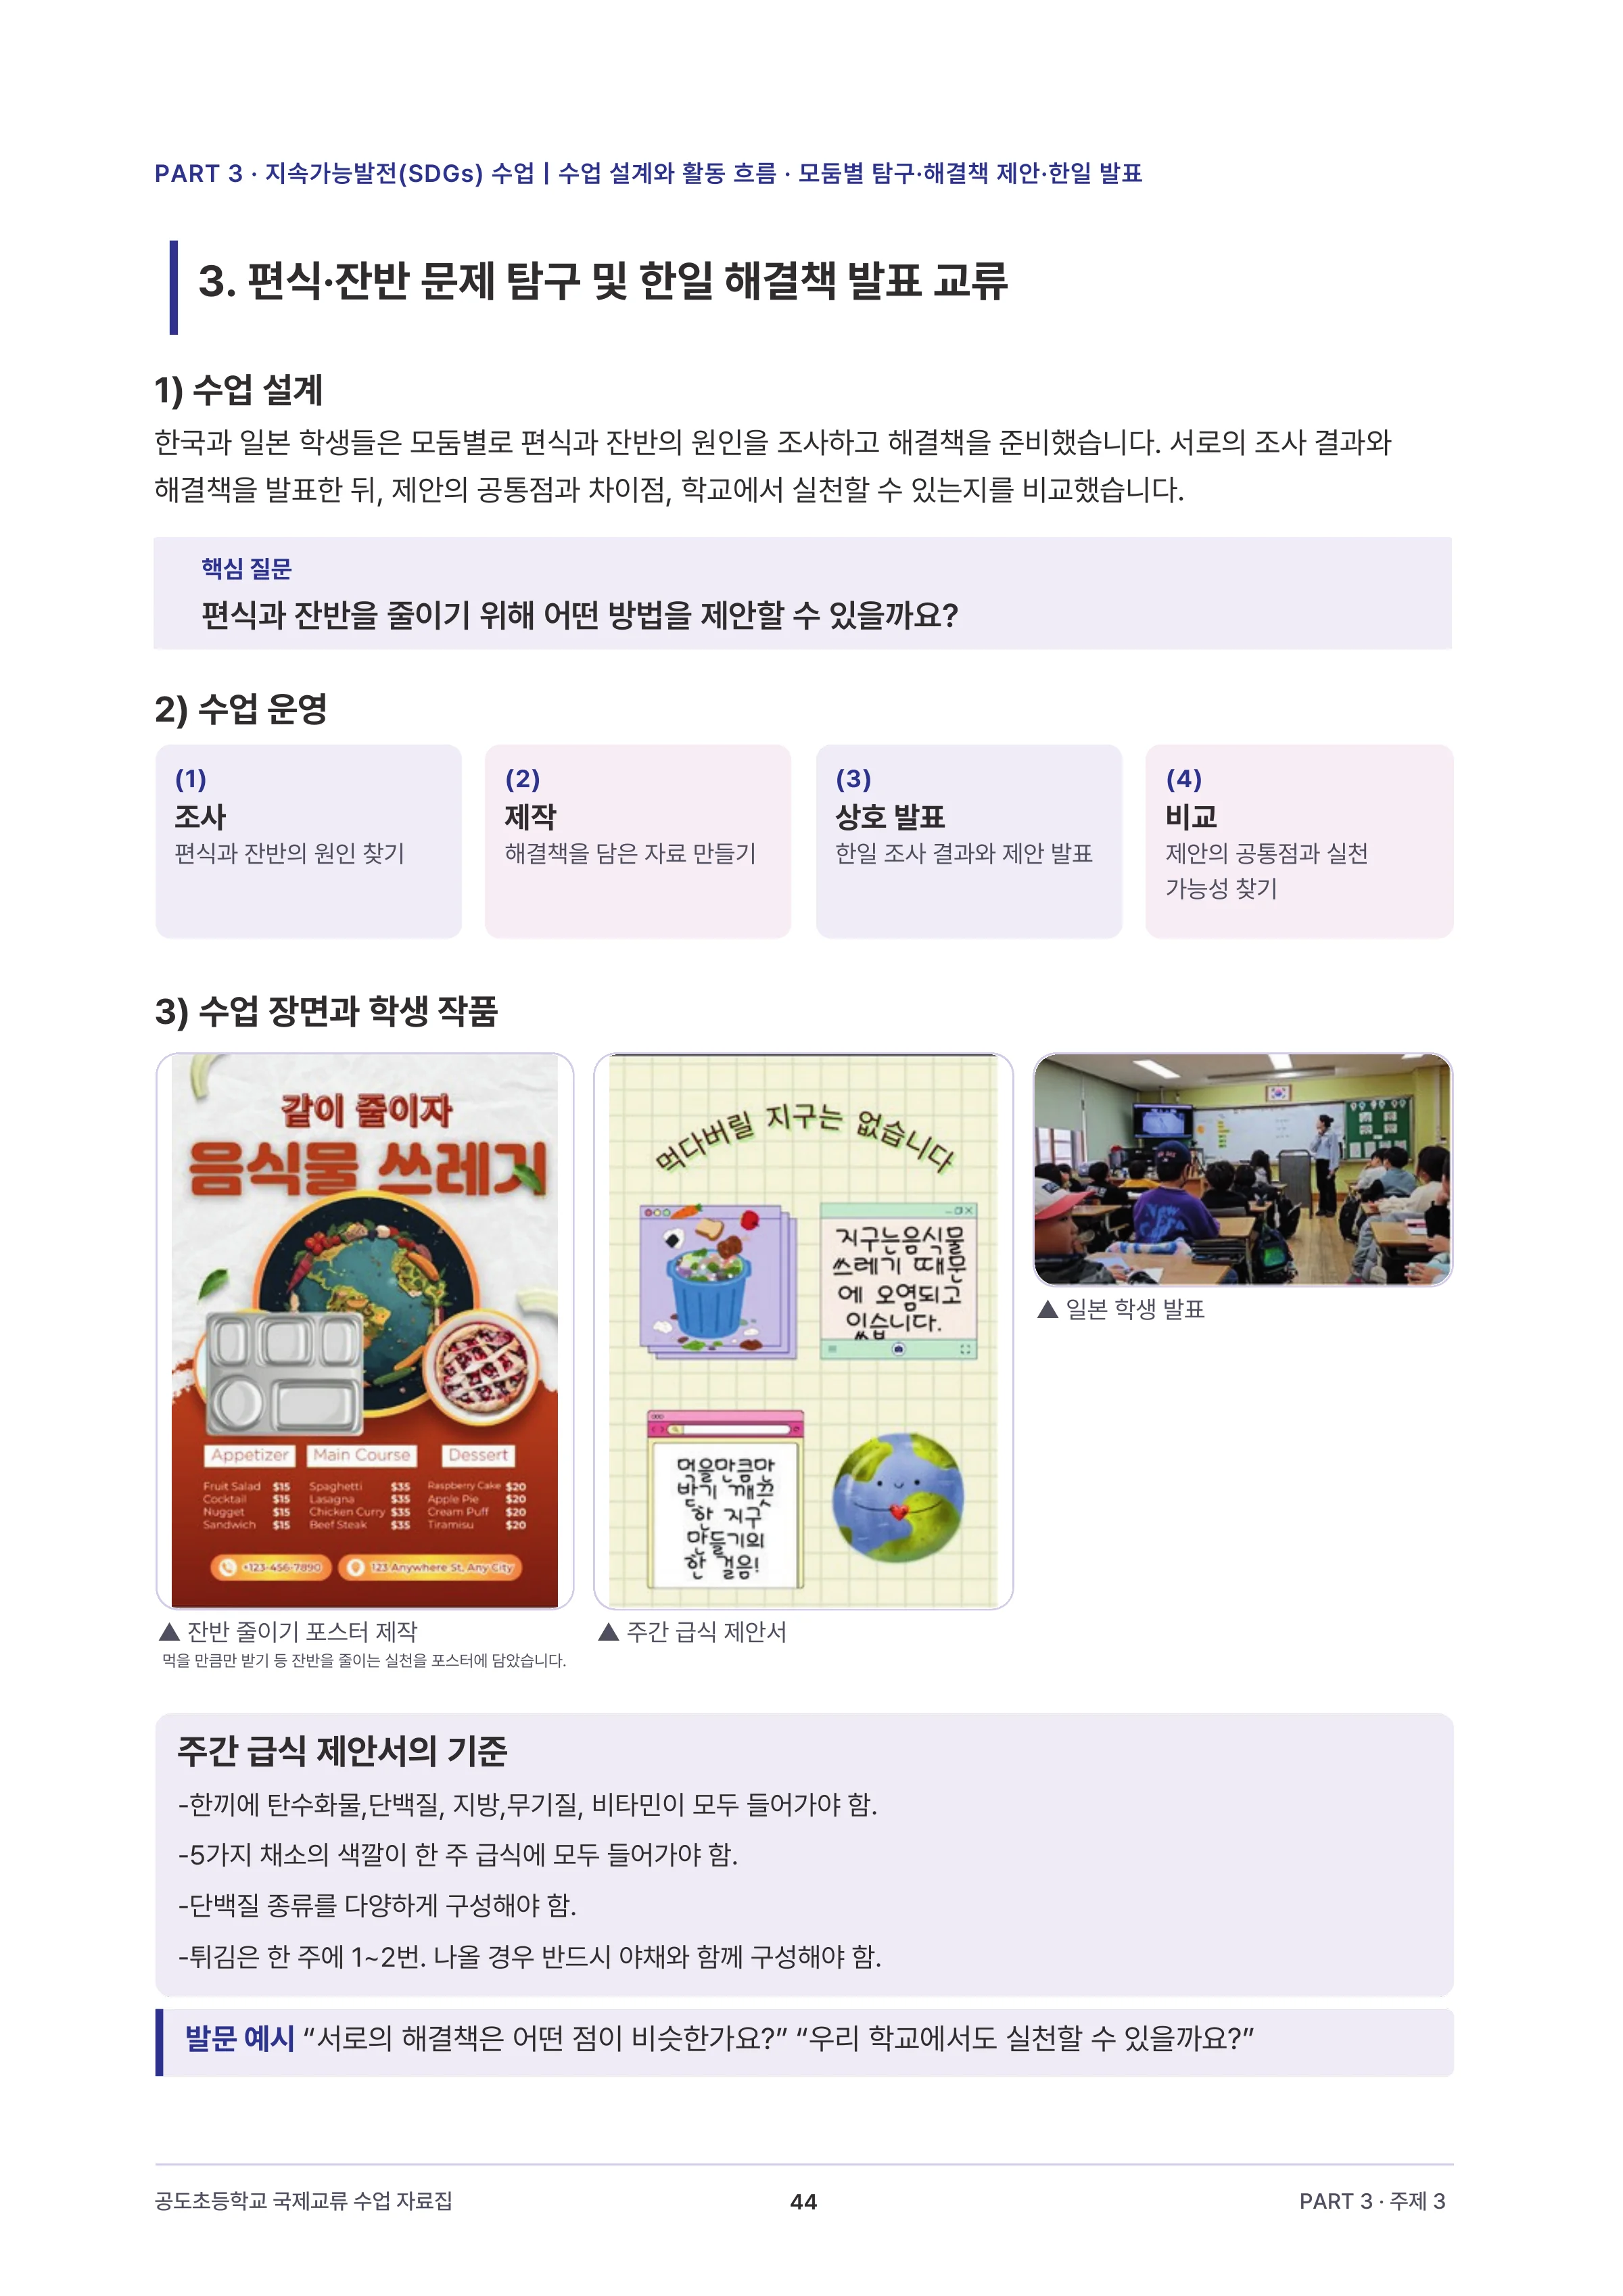 PART 3 · 지속가능발전(SDGs) 수업 | 수업 설계와 활동 흐름 · 모둠별 탐구·해결책 제안·한일 발표
3. 편식·잔반 문제 탐구 및 한일 해결책 발표 교류
1) 수업 설계
한국과 일본 학생들은 모둠별로 편식과 잔반의 원인을 조사하고 해결책을 준비했습니다. 서로의 조사 결과와
해결책을 발표한 뒤, 제안의 공통점과 차이점, 학교에서 실천할 수 있는지를 비교했습니다.
핵심 질문
편식과 잔반을 줄이기 위해 어떤 방법을 제안할 수 있을까요?
2) 수업 운영
(1)
조사
편식과 잔반의 원인 찾기
(2)
제작
해결책을 담은 자료 만들기
(3)
상호 발표
한일 조사 결과와 제안 발표
(4)
비교
제안의 공통점과 실천
가능성 찾기
3) 수업 장면과 학생 작품
같이 줄이자
음식물 쓰레기
Appetizer
Fruit Salad $15
Cocktail $15
Nugget $15
Sandwich $15
Main Course
Spaghetti $35
Lasagna $35
Chicken Curry $35
Beef Steak $35
Dessert
Raspberry Cake $20
Apple Pie $20
Cream Puff $20
Tiramisu $20
+123-456-7890
123 Anywhere St, Any City
▲ 잔반 줄이기 포스터 제작
먹을 만큼만 받기 등 잔반을 줄이는 실천을 포스터에 담았습니다.
먹다버릴 지구는 없습니다
지구는음식물
쓰레기 때문
에 오염되고
있습니다.
먹을만큼만
받기 깨끗
한 지구
만들기의
한 걸음!
▲ 주간 급식 제안서
▲ 일본 학생 발표
주간 급식 제안서의 기준
-한끼에 탄수화물,단백질, 지방,무기질, 비타민이 모두 들어가야 함.
-5가지 채소의 색깔이 한 주 급식에 모두 들어가야 함.
-단백질 종류를 다양하게 구성해야 함.
-튀김은 한 주에 1~2번. 나올 경우 반드시 야채와 함께 구성해야 함.
발문 예시 “서로의 해결책은 어떤 점이 비슷한가요?” “우리 학교에서도 실천할 수 있을까요?”
공도초등학교 국제교류 수업 자료집
44
PART 3 · 주제 3